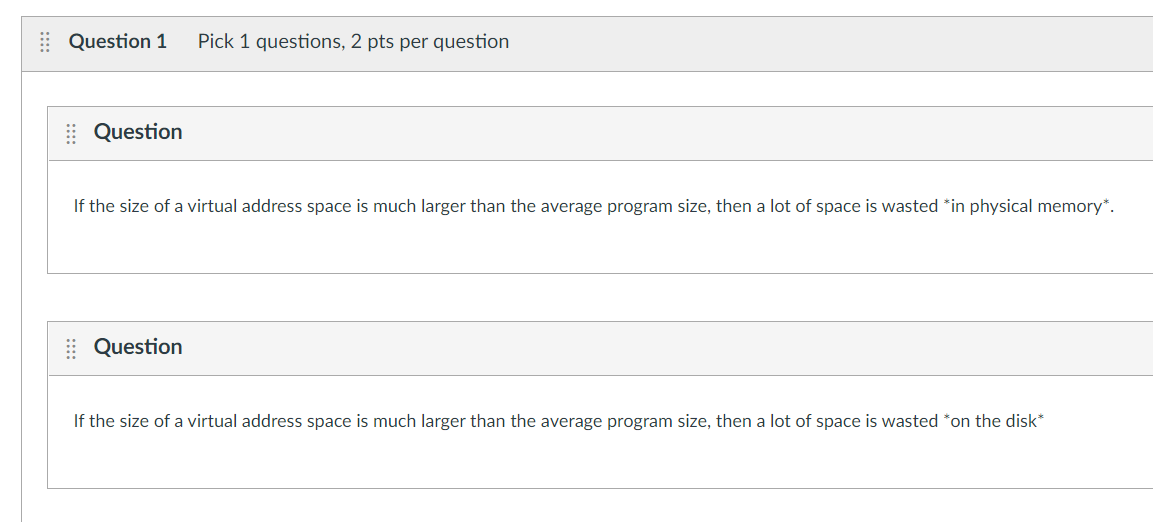 Question 1 Pick 1 questions, 2 pts per question
Question
If the size of a virtual address space is much larger than the average program size, then a lot of space is wasted *in physical memory*.
Question
If the size of a virtual address space is much larger than the average program size, then a lot of space is wasted *on the disk*